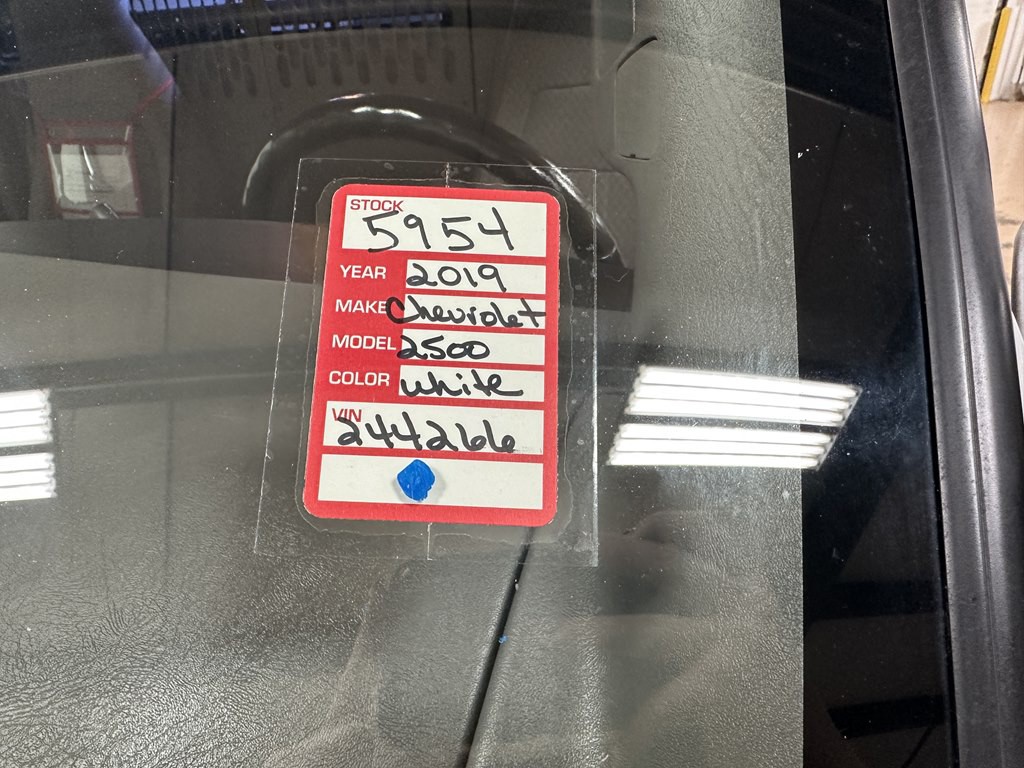 STOCK
5954
YEAR 2019
MAKE Chevrolet
MODEL 2500
COLOR white
VIN
244266